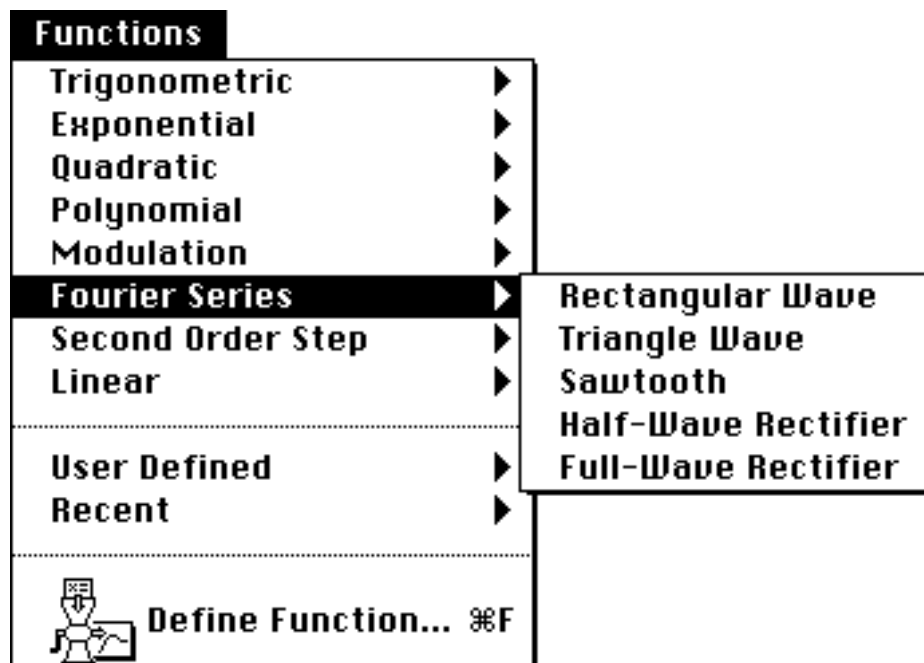 Functions
Trigonometric
Exponential
Quadratic
Polynomial
Modulation
Fourier Series
Second Order Step
Linear
User Defined
Recent
Define Function... ⌘F
Rectangular Wave
Triangle Wave
Sawtooth
Half-Wave Rectifier
Full-Wave Rectifier